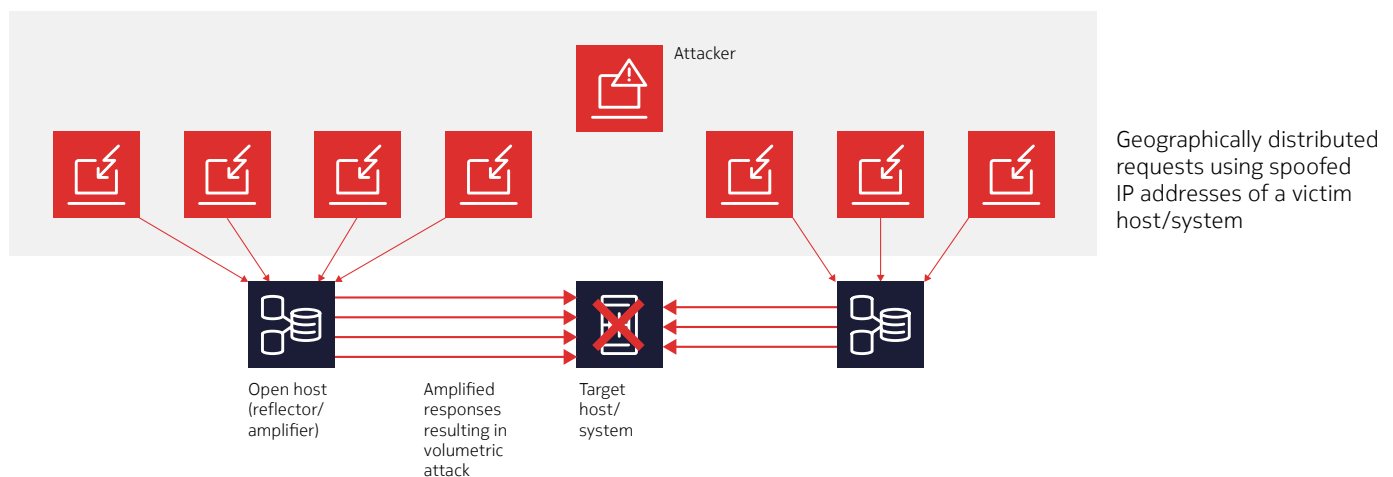 Attacker
Geographically distributed
requests using spoofed
IP addresses of a victim
host/system
Open host
(reflector/
amplifier)
Amplified
responses
resulting in
volumetric
attack
Target
host/
system